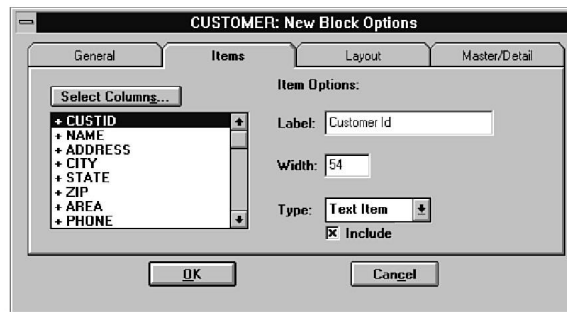 CUSTOMER: New Block Options
General Items Layout Master/Detail
Select Columns...
+ CUSTID
+ NAME
+ ADDRESS
+ CITY
+ STATE
+ ZIP
+ AREA
+ PHONE
Item Options:
Label: Customer Id
Width: 54
Type: Text Item
Include
OK Cancel